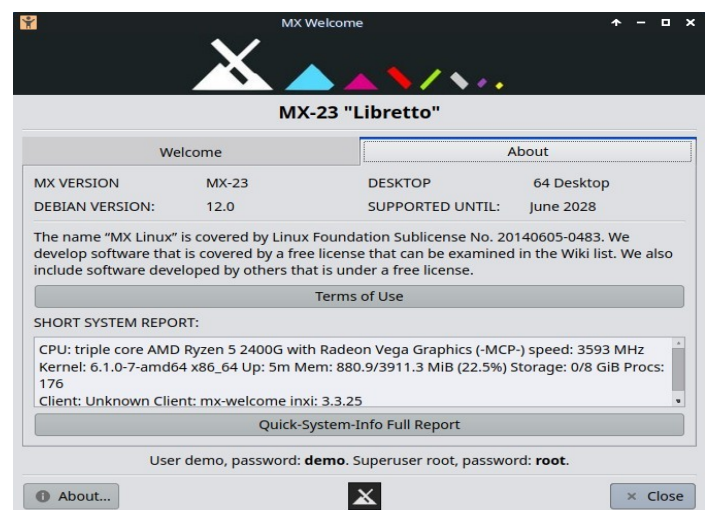 MX Welcome
MX-23 "Libretto"
Welcome
About
MX VERSION MX-23 DESKTOP 64 Desktop
DEBIAN VERSION: 12.0 SUPPORTED UNTIL: June 2028
The name “MX Linux” is covered by Linux Foundation Sublicense No. 20140605-0483. We
develop software that is covered by a free license that can be examined in the Wiki list. We also
include software developed by others that is under a free license.
Terms of Use
SHORT SYSTEM REPORT:
CPU: triple core AMD Ryzen 5 2400G with Radeon Vega Graphics (-MCP-) speed: 3593 MHz
Kernel: 6.1.0-7-amd64 x86_64 Up: 5m Mem: 880.9/3911.3 MiB (22.5%) Storage: 0/8 GiB Procs:
176
Client: Unknown Client: mx-welcome inxi: 3.3.25
Quick-System-Info Full Report
User demo, password: demo. Superuser root, password: root.
About...
Close